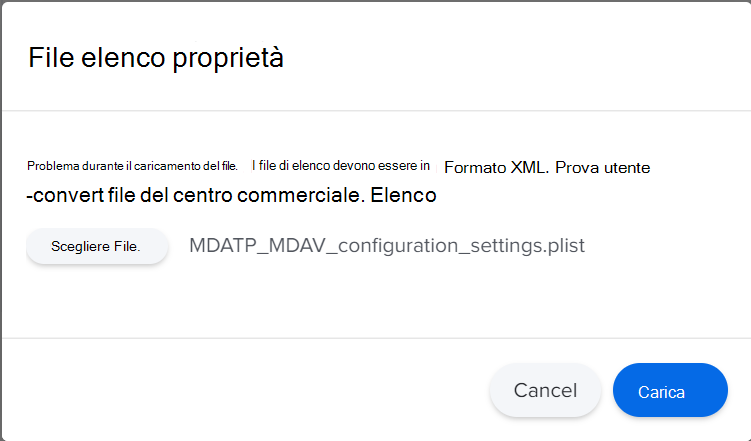 File elenco proprietà
Problema durante il caricamento del file. I file di elenco devono essere in Formato XML. Prova utente
-convert file del centro commerciale. Elenco
Scegliere File. MDATP_MDAV_configuration_settings.plist
Cancel Carica